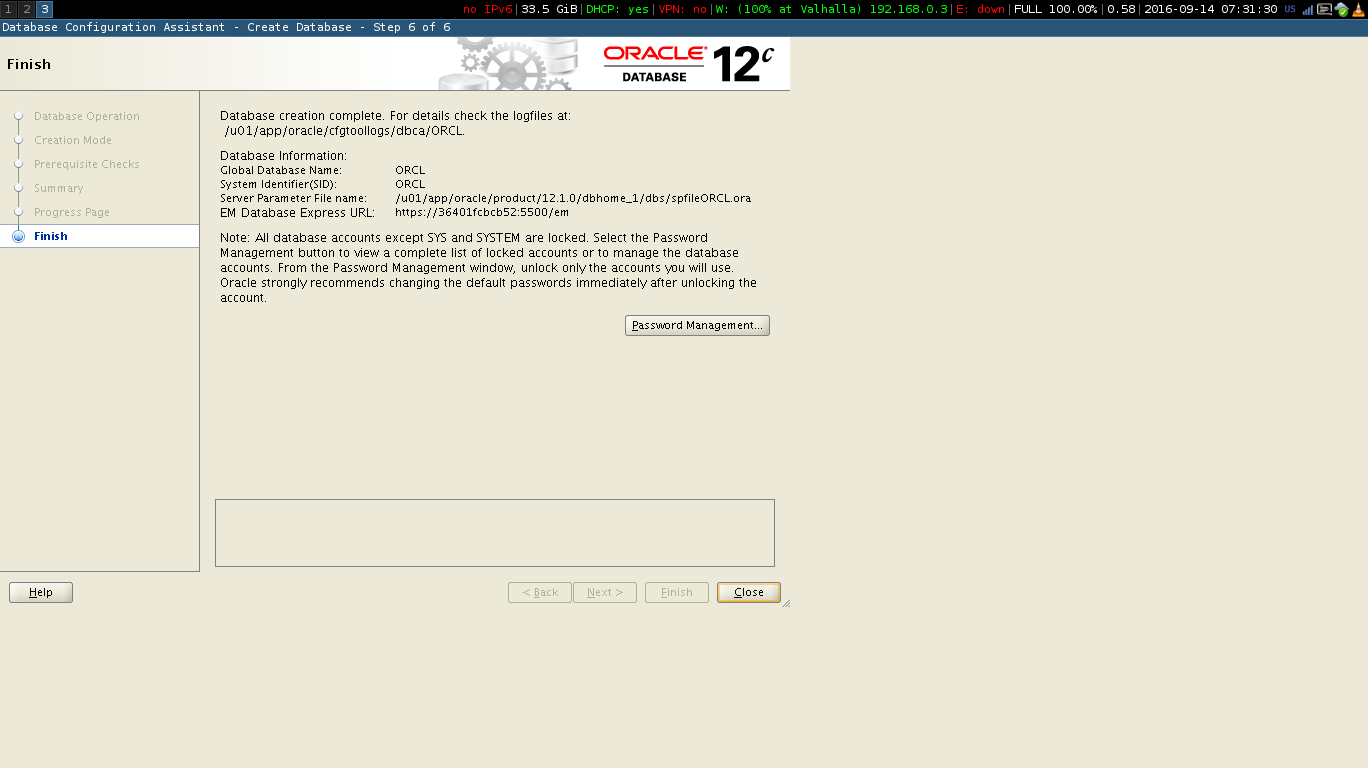 1 2 3 no IPv6|33.5 GiB|DHCP: yes|VPN: no|W: (100% at Valhalla) 192.168.0.3|E: down|FULL 100.00%|0.58|2016-09-14 07:31:30 US
Database Configuration Assistant - Create Database - Step 6 of 6
Finish
ORACLE® DATABASE 12c
Database Operation
Creation Mode
Prerequisite Checks
Summary
Progress Page
Finish
Database creation complete. For details check the logfiles at:
/u01/app/oracle/cfgtoollogs/dbca/ORCL.
Database Information:
Global Database Name: ORCL
System Identifier(SID): ORCL
Server Parameter File name: /u01/app/oracle/product/12.1.0/dbhome_1/dbs/spfileORCL.ora
EM Database Express URL: https://36401fcbcb52:5500/em
Note: All database accounts except SYS and SYSTEM are locked. Select the Password
Management button to view a complete list of locked accounts or to manage the database
accounts. From the Password Management window, unlock only the accounts you will use.
Oracle strongly recommends changing the default passwords immediately after unlocking the
account.
Password Management...
Help
< Back Next > Finish Close